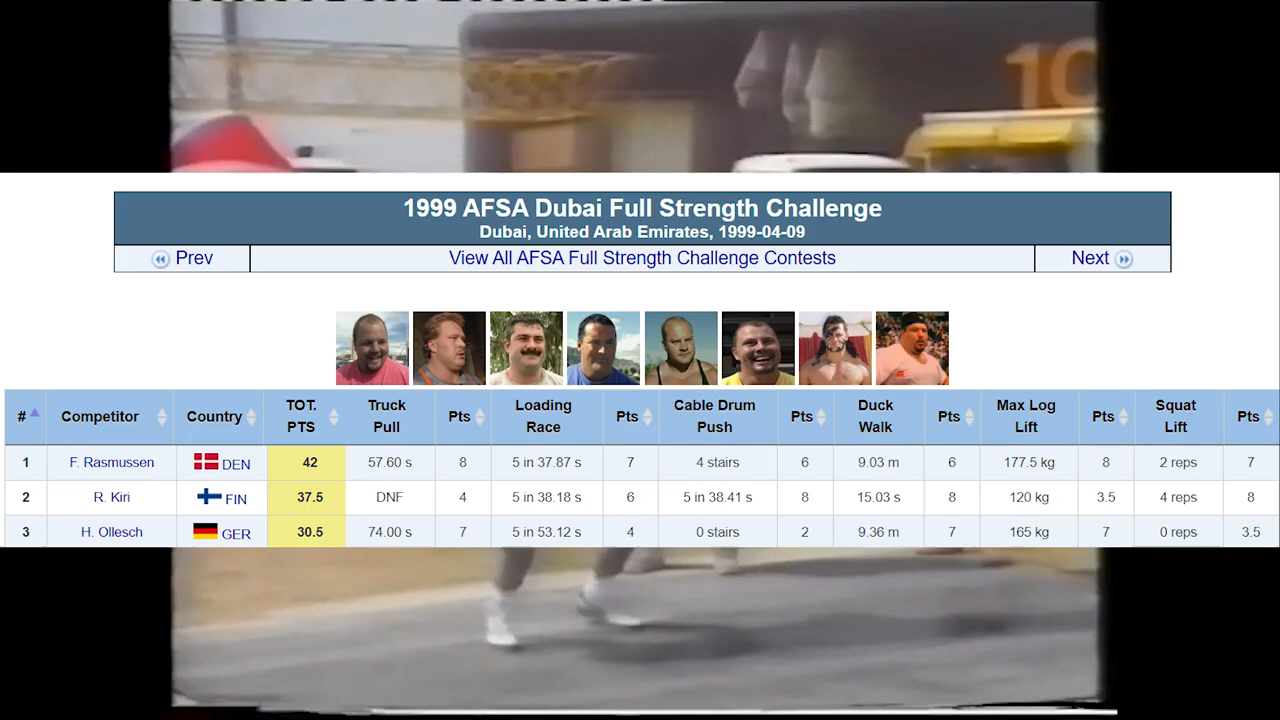 10
1999 AFSA Dubai Full Strength Challenge
Dubai, United Arab Emirates, 1999-04-09
Prev View All AFSA Full Strength Challenge Contests Next
# Competitor Country TOT. PTS Truck Pull Pts Loading Race Pts Cable Drum Push Pts Duck Walk Pts Max Log Lift Pts Squat Lift Pts
1 F. Rasmussen DEN 42 57.60 s 8 5 in 37.87 s 7 4 stairs 6 9.03 m 6 177.5 kg 8 2 reps 7
2 R. Kiri FIN 37.5 DNF 4 5 in 38.18 s 6 5 in 38.41 s 8 15.03 s 8 120 kg 3.5 4 reps 8
3 H. Ollesch GER 30.5 74.00 s 7 5 in 53.12 s 4 0 stairs 2 9.36 m 7 165 kg 7 0 reps 3.5